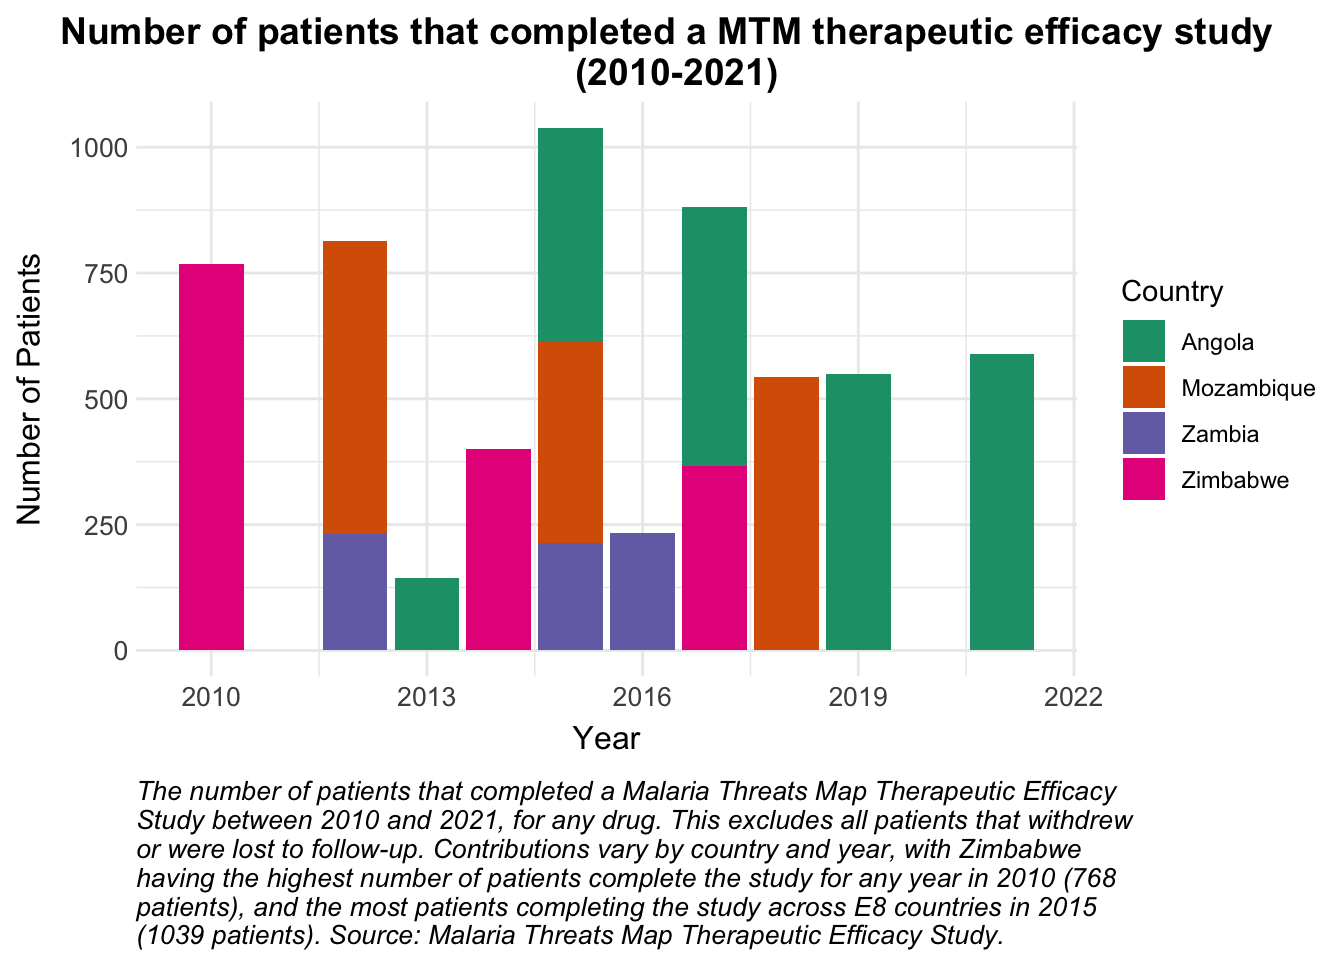 Number of patients that completed a MTM therapeutic efficacy study
(2010-2021)
1000
750
500
250
0
Number of Patients
2010 2013 2016 2019 2022
Year
Country
Angola
Mozambique
Zambia
Zimbabwe
The number of patients that completed a Malaria Threats Map Therapeutic Efficacy
Study between 2010 and 2021, for any drug. This excludes all patients that withdrew
or were lost to follow-up. Contributions vary by country and year, with Zimbabwe
having the highest number of patients complete the study for any year in 2010 (768
patients), and the most patients completing the study across E8 countries in 2015
(1039 patients). Source: Malaria Threats Map Therapeutic Efficacy Study.